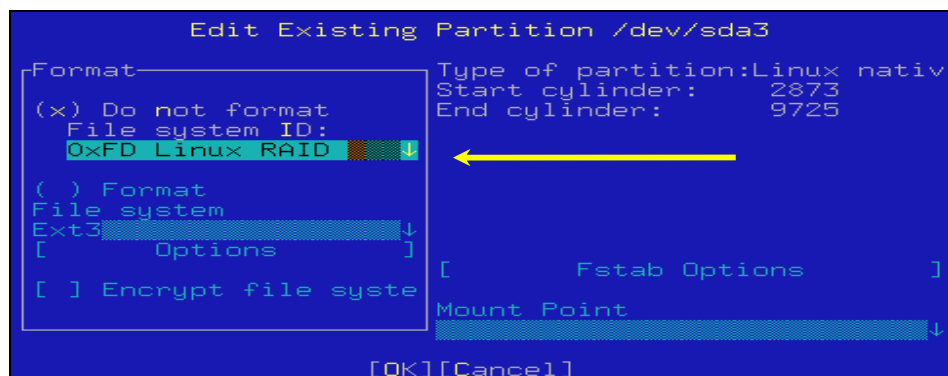 Edit Existing Partition /dev/sda3
Format
Type of partition:Linux nativ
Start cylinder: 2873
(x) Do not format
End cylinder: 9725
File system ID:
0xFD Linux RAID ↓
( ) Format
File system
Ext3 ↓
[ Options ]
[ Fstab Options ]
[ ] Encrypt file syste
Mount Point
↓
[OK][Cancel]